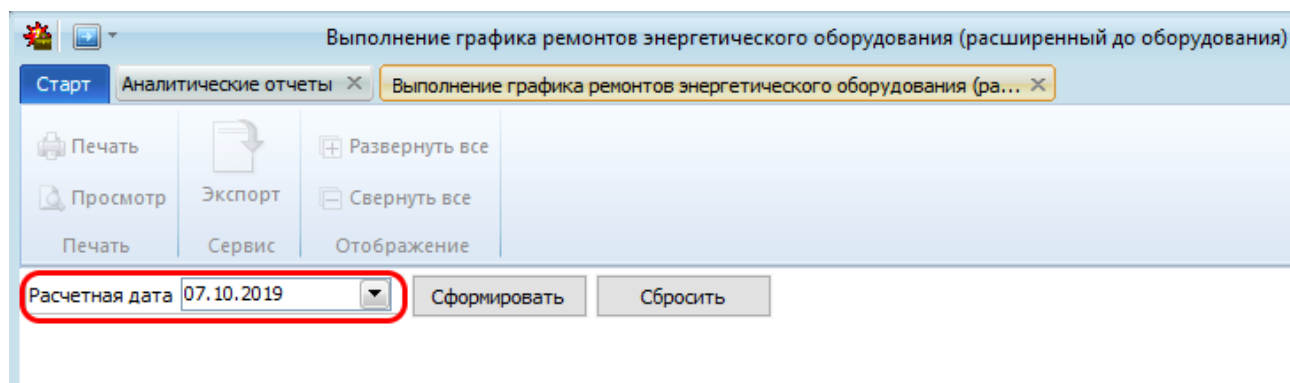 Выполнение графика ремонтов энергетического оборудования (расширенный до оборудования)
Старт Аналитические отчеты Выполнение графика ремонтов энергетического оборудования (ра...
Печать Развернуть все
Просмотр Экспорт Свернуть все
Печать Сервис Отображение
Расчетная дата 07.10.2019 Сформировать Сбросить